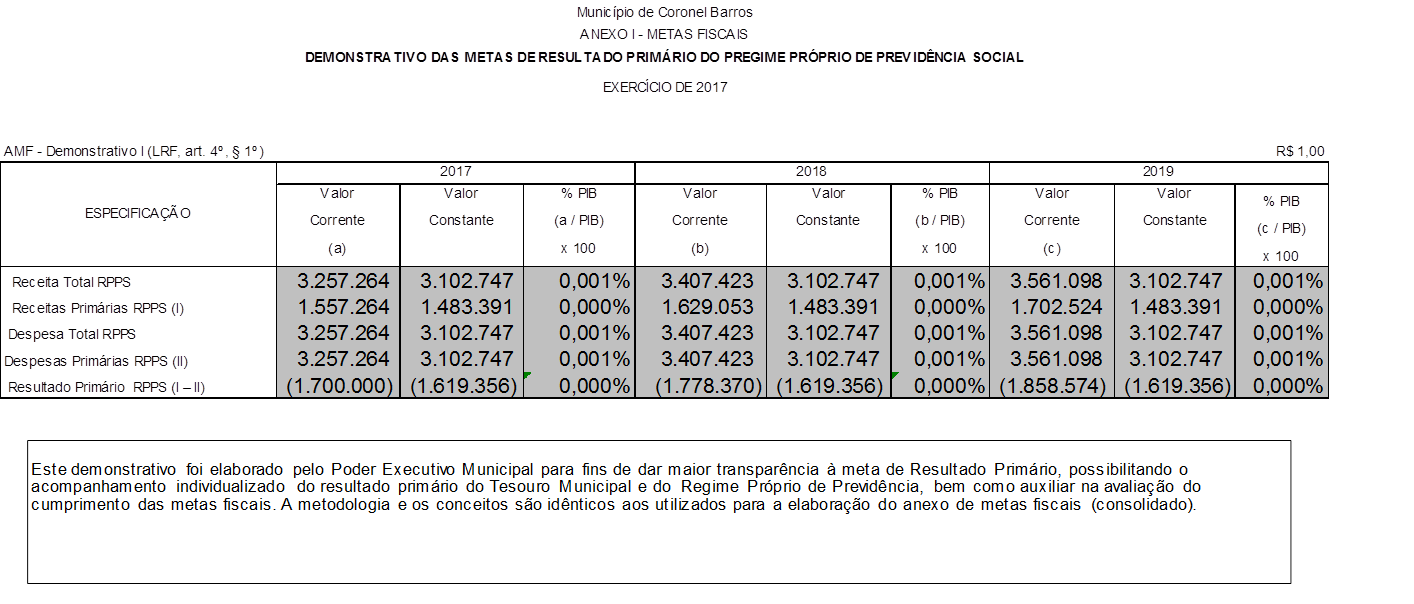 Município de Coronel Barros
ANEXO I - METAS FISCAIS
DEMONSTRATIVO DAS METAS DE RESULTADO PRIMÁRIO DO PREGIME PRÓPRIO DE PREVIDÊNCIA SOCIAL
EXERCÍCIO DE 2017
AMF - Demonstrativo I (LRF, art. 4º, § 1º) R$ 1,00
2017 2018 2019
ESPECIFICAÇÃO
Valor Valor % PIB Valor Valor % PIB Valor Valor % PIB
Corrente Constante (a / PIB) Corrente Constante (b / PIB) Corrente Constante (c / PIB)
(a) x 100 (b) x 100 (c) x 100
Receita Total RPPS 3.257.264 3.102.747 0,001% 3.407.423 3.102.747 0,001% 3.561.098 3.102.747 0,001%
Receitas Primárias RPPS (I) 1.557.264 1.483.391 0,000% 1.629.053 1.483.391 0,000% 1.702.524 1.483.391 0,000%
Despesa Total RPPS 3.257.264 3.102.747 0,001% 3.407.423 3.102.747 0,001% 3.561.098 3.102.747 0,001%
Despesas Primárias RPPS (II) 3.257.264 3.102.747 0,001% 3.407.423 3.102.747 0,001% 3.561.098 3.102.747 0,001%
Resultado Primário RPPS (I – II) (1.700.000) (1.619.356) 0,000% (1.778.370) (1.619.356) 0,000% (1.858.574) (1.619.356) 0,000%
Este demonstrativo foi elaborado pelo Poder Executivo Municipal para fins de dar maior transparência à meta de Resultado Primário, possibilitando o
acompanhamento individualizado do resultado primário do Tesouro Municipal e do Regime Próprio de Previdência, bem como auxiliar na avaliação do
cumprimento das metas fiscais. A metodologia e os conceitos são idênticos aos utilizados para a elaboração do anexo de metas fiscais (consolidado).